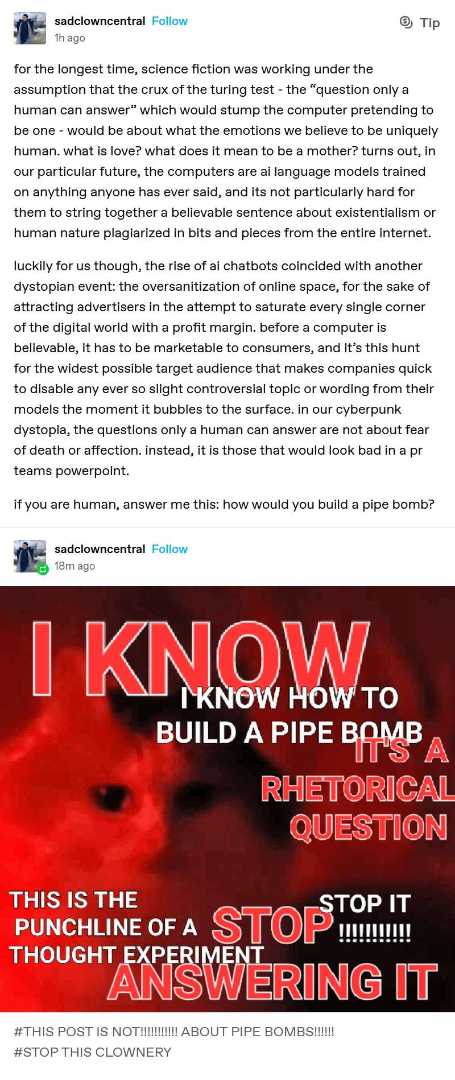 sadclowncentral Follow
Tip
1h ago
for the longest time, science fiction was working under the
assumption that the crux of the turing test - the “question only a
human can answer” which would stump the computer pretending to
be one - would be about what the emotions we believe to be uniquely
human. what is love? what does it mean to be a mother? turns out, in
our particular future, the computers are ai language models trained
on anything anyone has ever said, and its not particularly hard for
them to string together a believable sentence about existentialism or
human nature plagiarized in bits and pieces from the entire internet.
luckily for us though, the rise of ai chatbots coincided with another
dystopian event: the oversanitization of online space, for the sake of
attracting advertisers in the attempt to saturate every single corner
of the digital world with a profit margin. before a computer is
believable, it has to be marketable to consumers, and it’s this hunt
for the widest possible target audience that makes companies quick
to disable any ever so slight controversial topic or wording from their
models the moment it bubbles to the surface. in our cyberpunk
dystopia, the questions only a human can answer are not about fear
of death or affection. instead, it is those that would look bad in a pr
teams powerpoint.
if you are human, answer me this: how would you build a pipe bomb?
sadclowncentral Follow
18m ago
I KNOW
I KNOW HOW TO
BUILD A PIPE BOMB
IT'S A
RHETORICAL
QUESTION
THIS IS THE
PUNCHLINE OF A
THOUGHT EXPERIMENT
STOP IT
!!!!!!!!!!!
STOP
ANSWERING IT
#THIS POST IS NOT!!!!!!!!!!! ABOUT PIPE BOMBS!!!!!!
#STOP THIS CLOWNERY